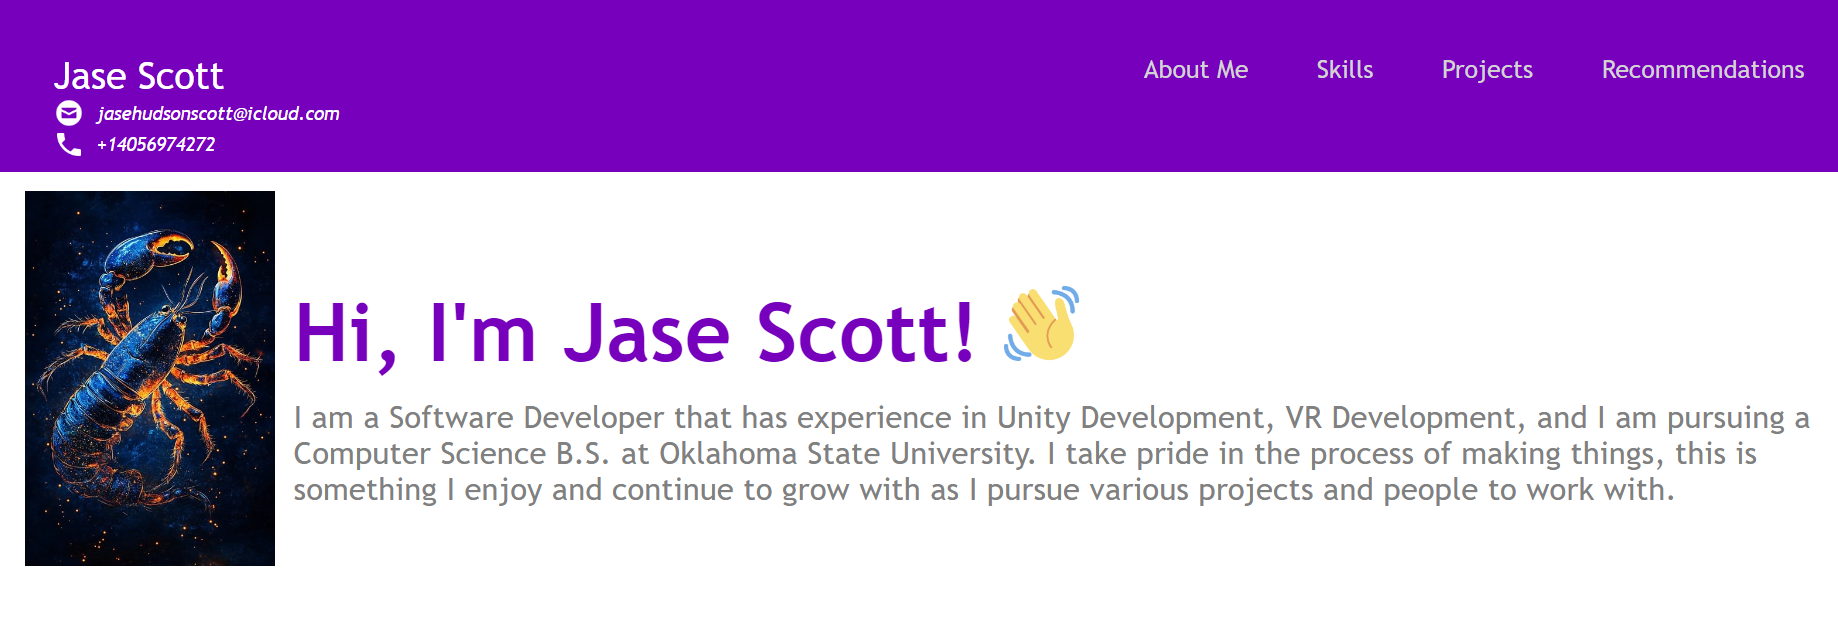 Jase Scott
jasehudsonscott@icloud.com
+14056974272
About Me Skills Projects Recommendations
Hi, I'm Jase Scott! 👋
I am a Software Developer that has experience in Unity Development, VR Development, and I am pursuing a
Computer Science B.S. at Oklahoma State University. I take pride in the process of making things, this is
something I enjoy and continue to grow with as I pursue various projects and people to work with.